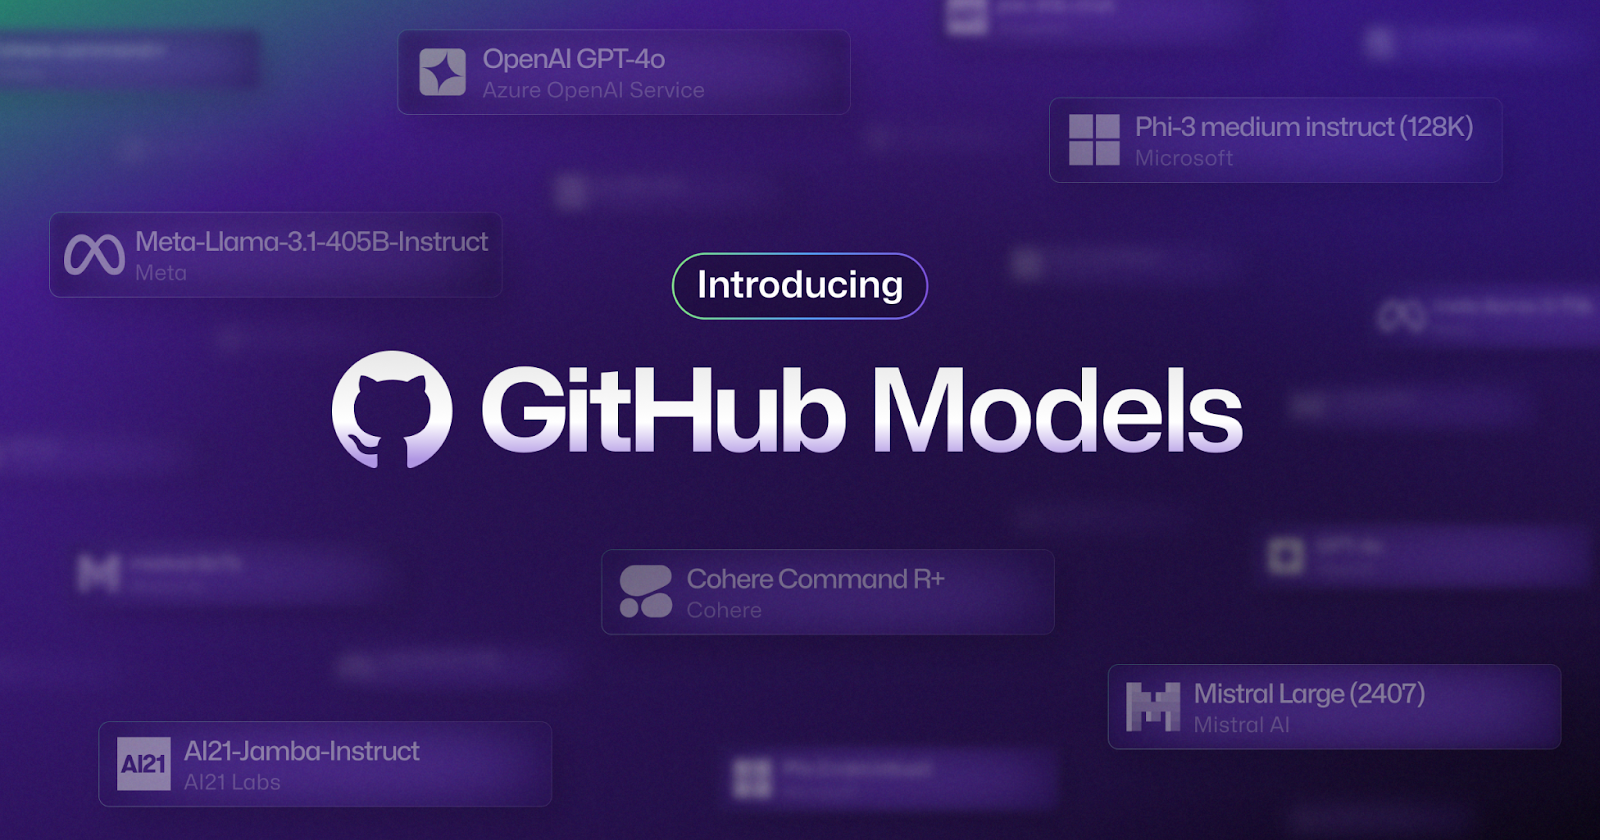 OpenAI GPT-4o
Azure OpenAI Service
Phi-3 medium instruct (128K)
Microsoft
Meta-Llama-3.1-405B-Instruct
Meta
Introducing
GitHub Models
Cohere Command R+
Cohere
Mistral Large (2407)
Mistral AI
AI21
AI21-Jamba-Instruct
AI21 Labs